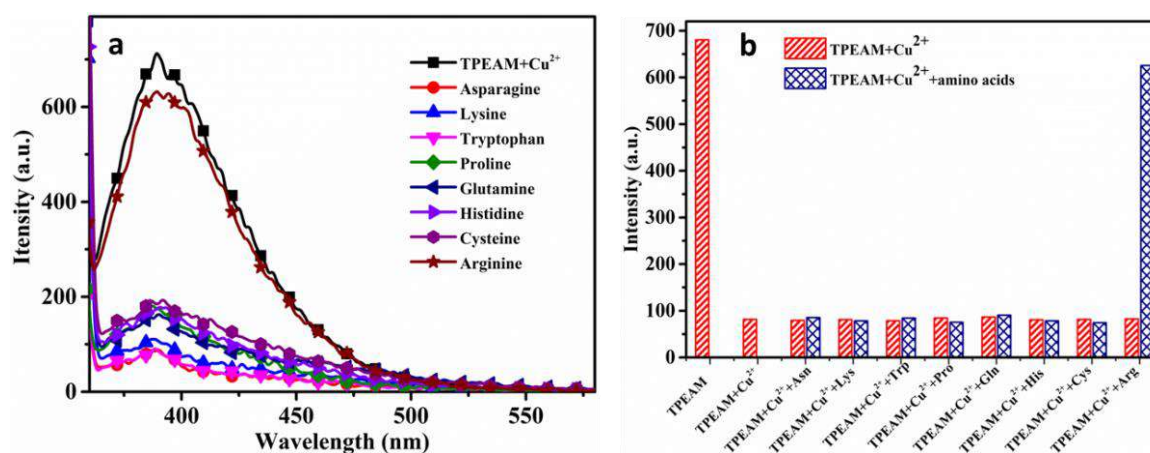 a
TPEAM+Cu²⁺
Asparagine
Lysine
Tryptophan
Proline
Glutamine
Histidine
Cysteine
Arginine
600
400
200
0
Itensity (a.u.)
400
450
500
550
Wavelength (nm)
b
TPEAM+Cu²⁺
TPEAM+Cu²⁺+amino acids
700
600
500
400
300
200
100
0
Intensity (a.u.)
TPEAM
TPEAM+Cu²⁺
TPEAM+Cu²⁺+Asn
TPEAM+Cu²⁺+Lys
TPEAM+Cu²⁺+Trp
TPEAM+Cu²⁺+Pro
TPEAM+Cu²⁺+Gln
TPEAM+Cu²⁺+His
TPEAM+Cu²⁺+Cys
TPEAM+Cu²⁺+Arg